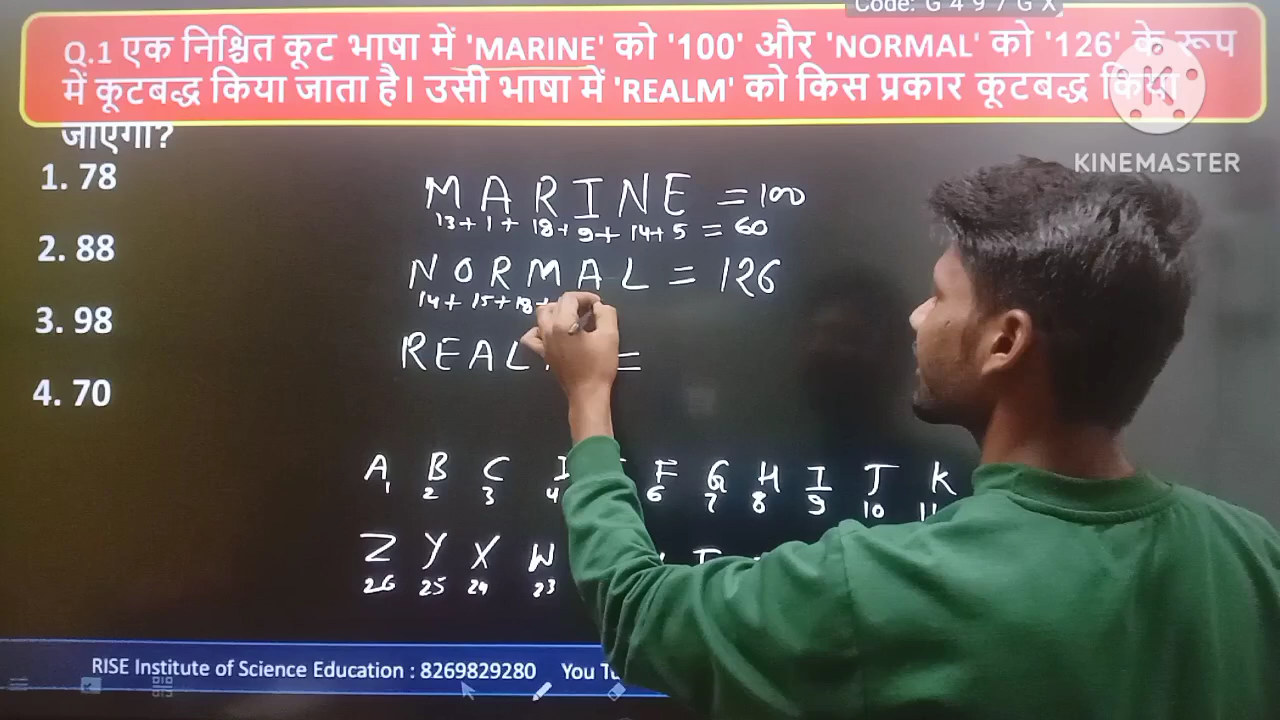 Code: G 4 9 7 G X
Q.1 एक निश्चित कूट भाषा में 'MARINE' को '100' और 'NORMAL' को '126' के रूप
में कूटबद्ध किया जाता है। उसी भाषा में 'REALM' को किस प्रकार कूटबद्ध किया
जाएगा?
K
KINEMASTER
1. 78
2. 88
3. 98
4. 70
MARINE = 100
13+ 1+ 18+ 9+ 14+ 5 = 60
NORMAL = 126
14+ 15+ 18+
REAL =
A B C F G H I J K
1 2 3 4 6 7 8 9 10 11
Z Y X W
26 25 24 23
RISE Institute of Science Education : 8269829280 You